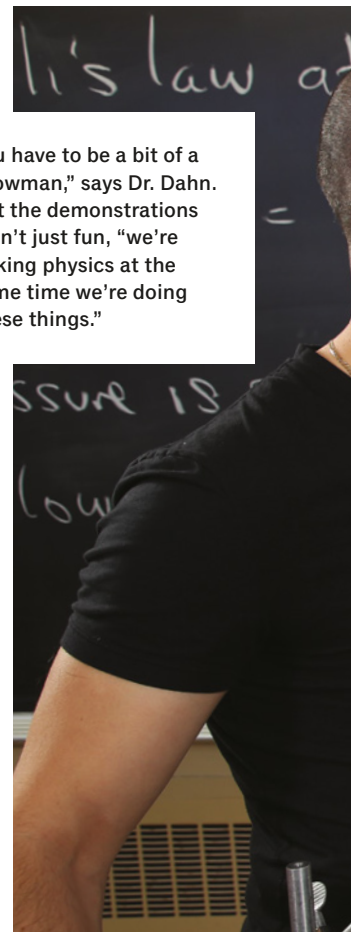 li's law at
u have to be a bit of a
owman,” says Dr. Dahn.
t the demonstrations
n’t just fun, “we’re
king physics at the
me time we’re doing
ese things.”
=
ssure is
low